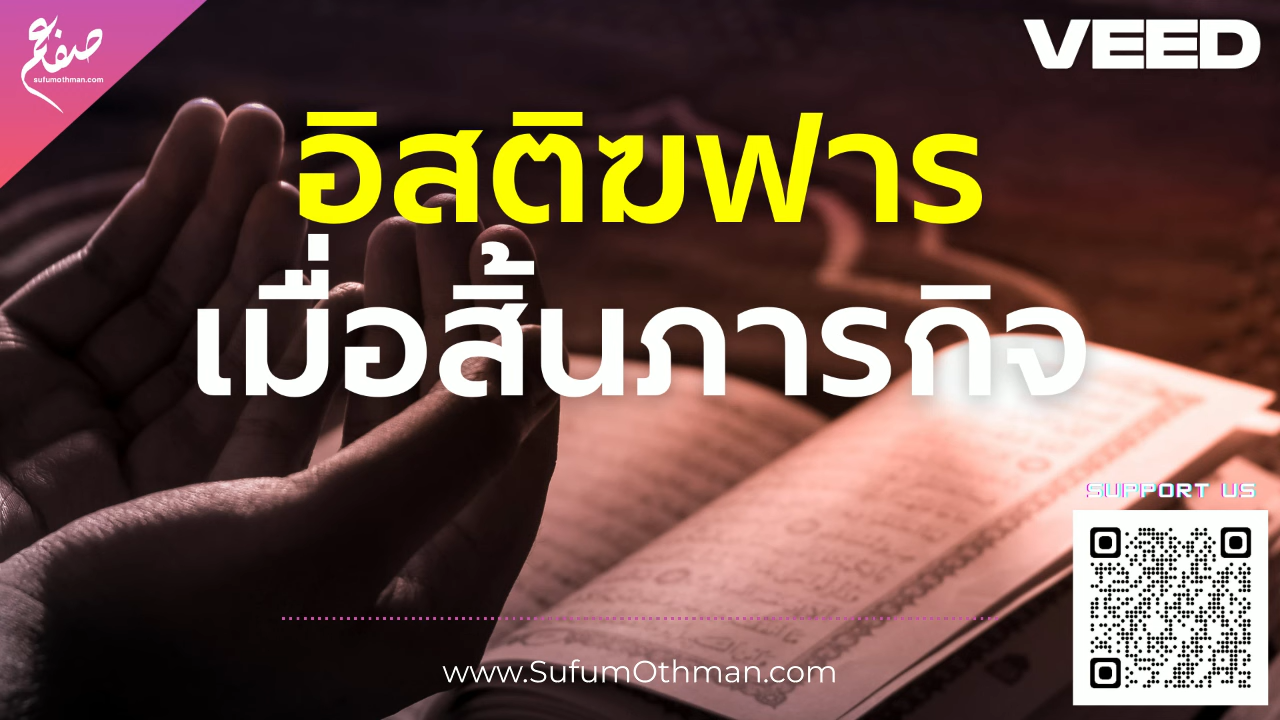 صفع
sufumothman.com
VEED
อิสติฆฟาร
เมื่อสิ้นภารกิจ
SUPPORT US
www.SufumOthman.com